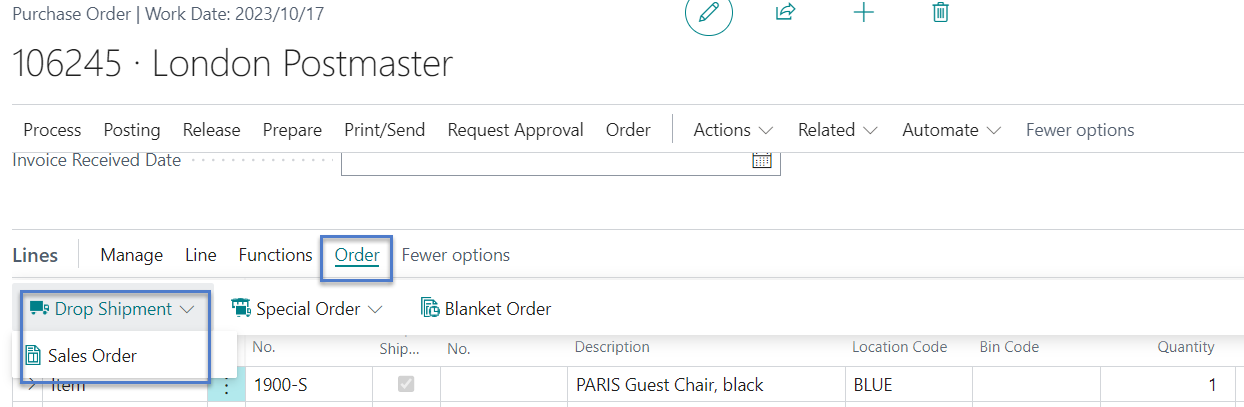 Purchase Order | Work Date: 2023/10/17
106245 · London Postmaster
Process Posting Release Prepare Print/Send Request Approval Order Actions Related Automate Fewer options
Invoice Received Date
Lines Manage Line Functions Order Fewer options
Drop Shipment Special Order Blanket Order
Sales Order
No. Ship... No. Description Location Code Bin Code Quantity
Item 1900-S PARIS Guest Chair, black BLUE 1